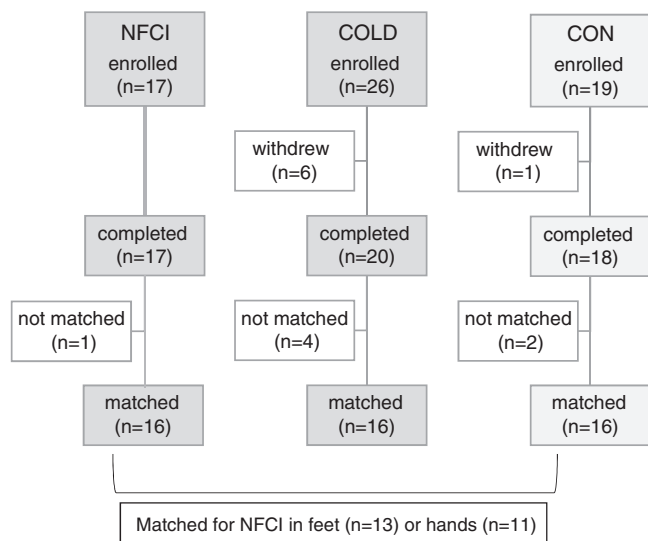 NFCI
enrolled
(n=17)
COLD
enrolled
(n=26)
CON
enrolled
(n=19)
withdrew
(n=6)
withdrew
(n=1)
completed
(n=17)
completed
(n=20)
completed
(n=18)
not matched
(n=1)
not matched
(n=4)
not matched
(n=2)
matched
(n=16)
matched
(n=16)
matched
(n=16)
Matched for NFCI in feet (n=13) or hands (n=11)